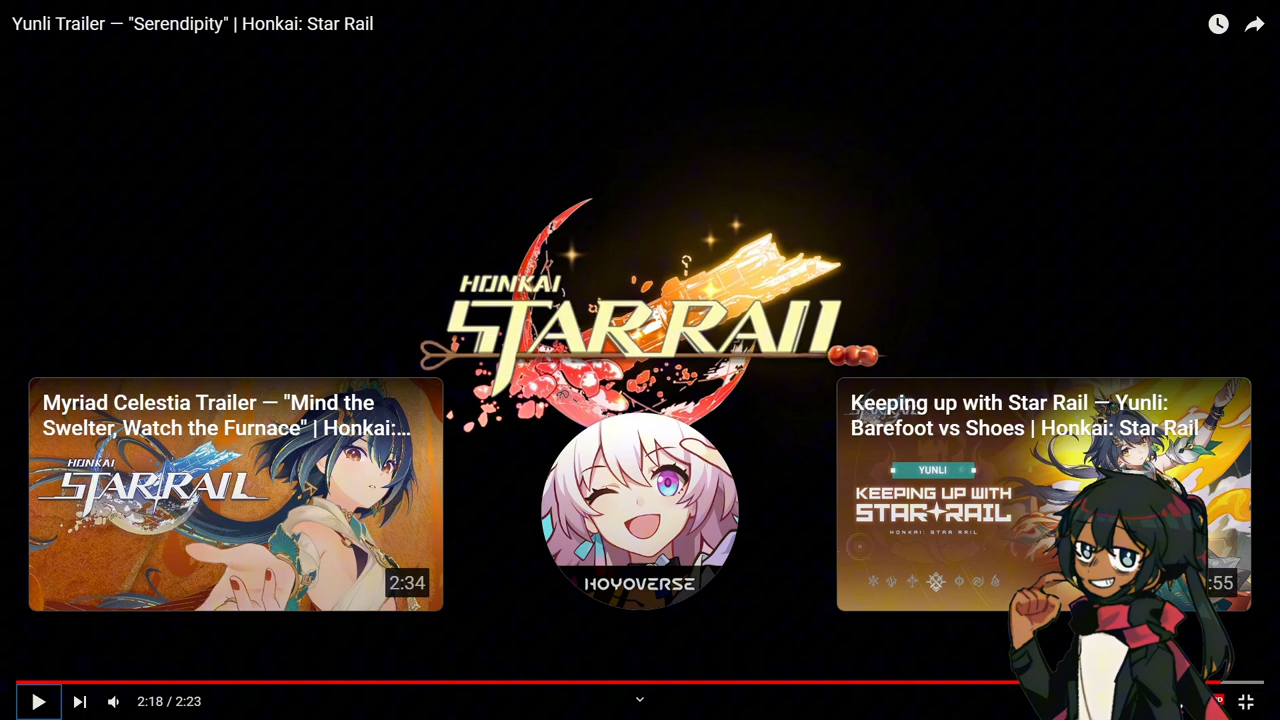 Yunli Trailer — "Serendipity" | Honkai: Star Rail
HONKAI
STAR RAIL
Myriad Celestia Trailer — "Mind the
Swelter, Watch the Furnace" | Honkai:...
HONKAI
STAR RAIL
2:34
HOYOVERSE
Keeping up with Star Rail — Yunli:
Barefoot vs Shoes | Honkai: Star Rail
YUNLI
KEEPING UP WITH
STAR RAIL
HONKAI: STAR RAIL
:55
2:18 / 2:23